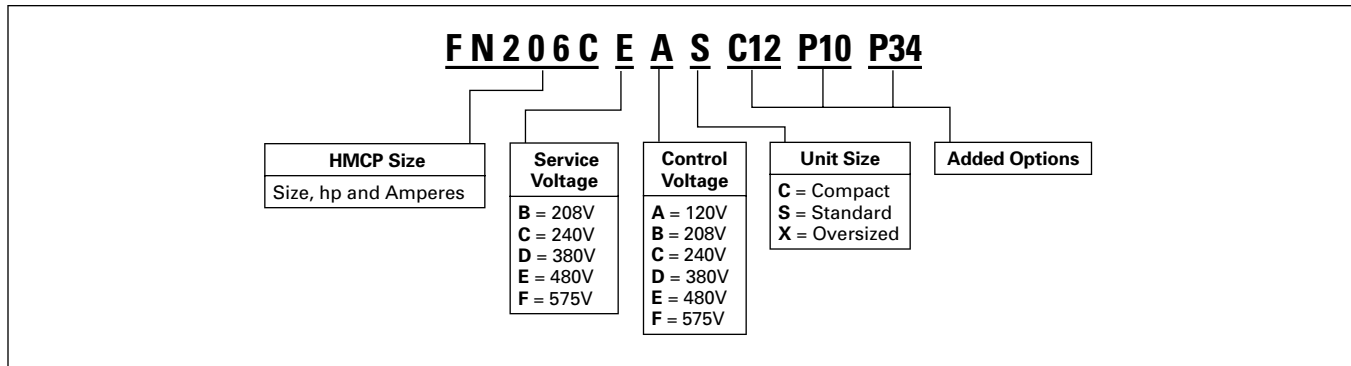 FN206C E A S C12 P10 P34
HMCP Size
Size, hp and Amperes
Service
Voltage
B = 208V
C = 240V
D = 380V
E = 480V
F = 575V
Control
Voltage
A = 120V
B = 208V
C = 240V
D = 380V
E = 480V
F = 575V
Unit Size
C = Compact
S = Standard
X = Oversized
Added Options